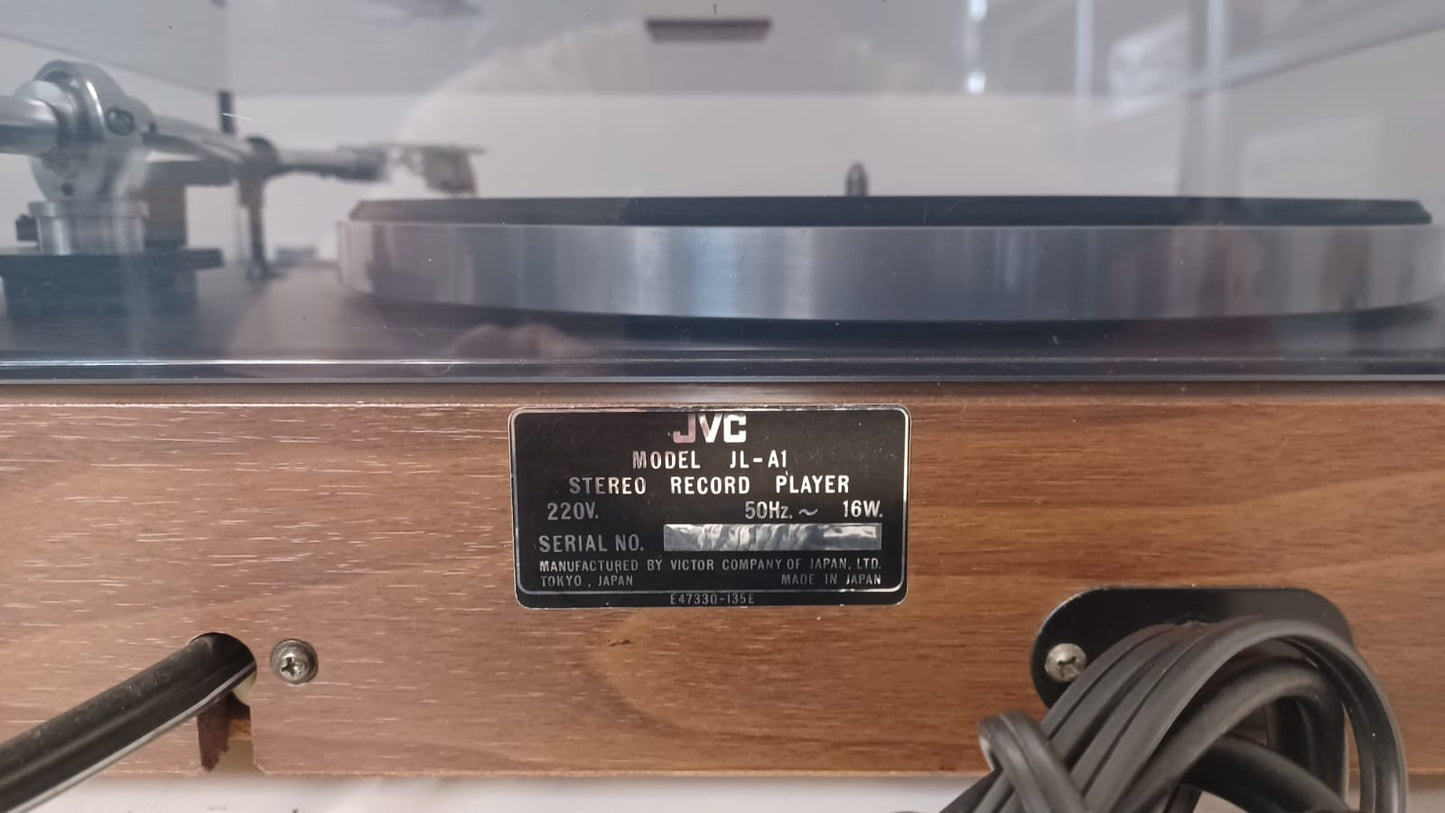 JVC
MODEL JL-A1
STEREO RECORD PLAYER
220V. 50Hz.~ 16W.
SERIAL NO.
MANUFACTURED BY VICTOR COMPANY OF JAPAN, LTD.
TOKYO, JAPAN MADE IN JAPAN
E47330-135E